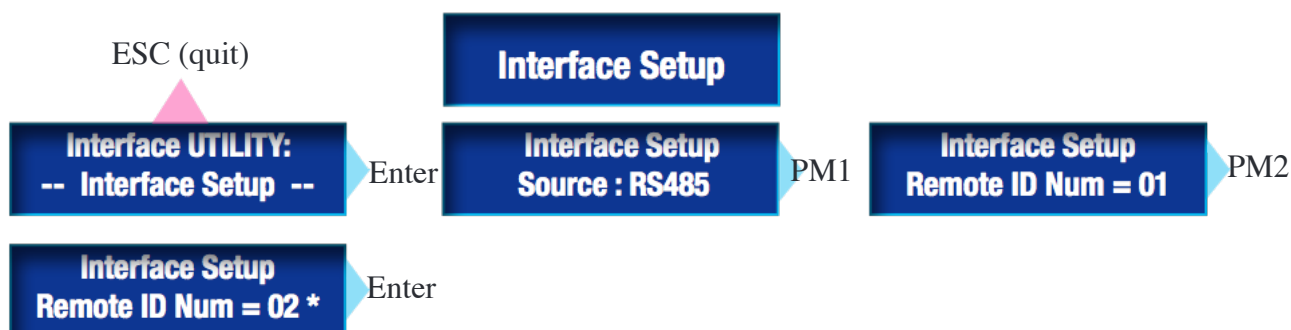 ESC (quit)
Interface Setup
Interface UTILITY:
-- Interface Setup --
Enter
Interface Setup
Source : RS485
PM1
Interface Setup
Remote ID Num = 01
PM2
Interface Setup
Remote ID Num = 02 *
Enter